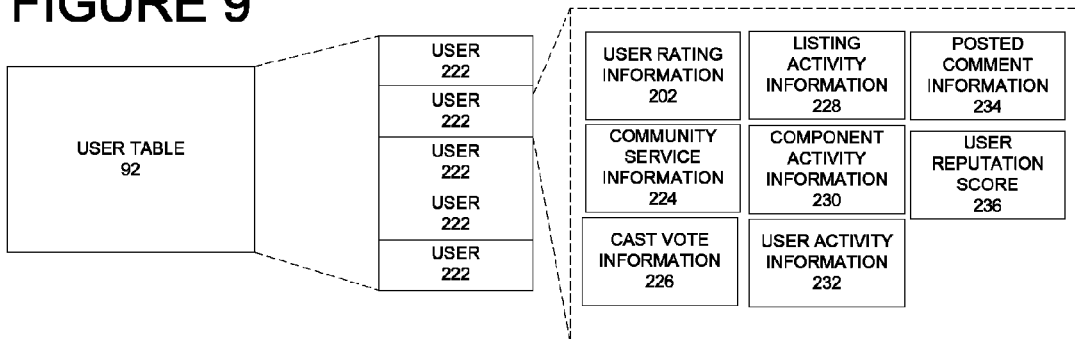 FIGURE 9
USER TABLE
92
USER
222
USER
222
USER
222
USER
222
USER
222
USER RATING
INFORMATION
202
COMMUNITY
SERVICE
INFORMATION
224
CAST VOTE
INFORMATION
226
LISTING
ACTIVITY
INFORMATION
228
COMPONENT
ACTIVITY
INFORMATION
230
USER ACTIVITY
INFORMATION
232
POSTED
COMMENT
INFORMATION
234
USER
REPUTATION
SCORE
236